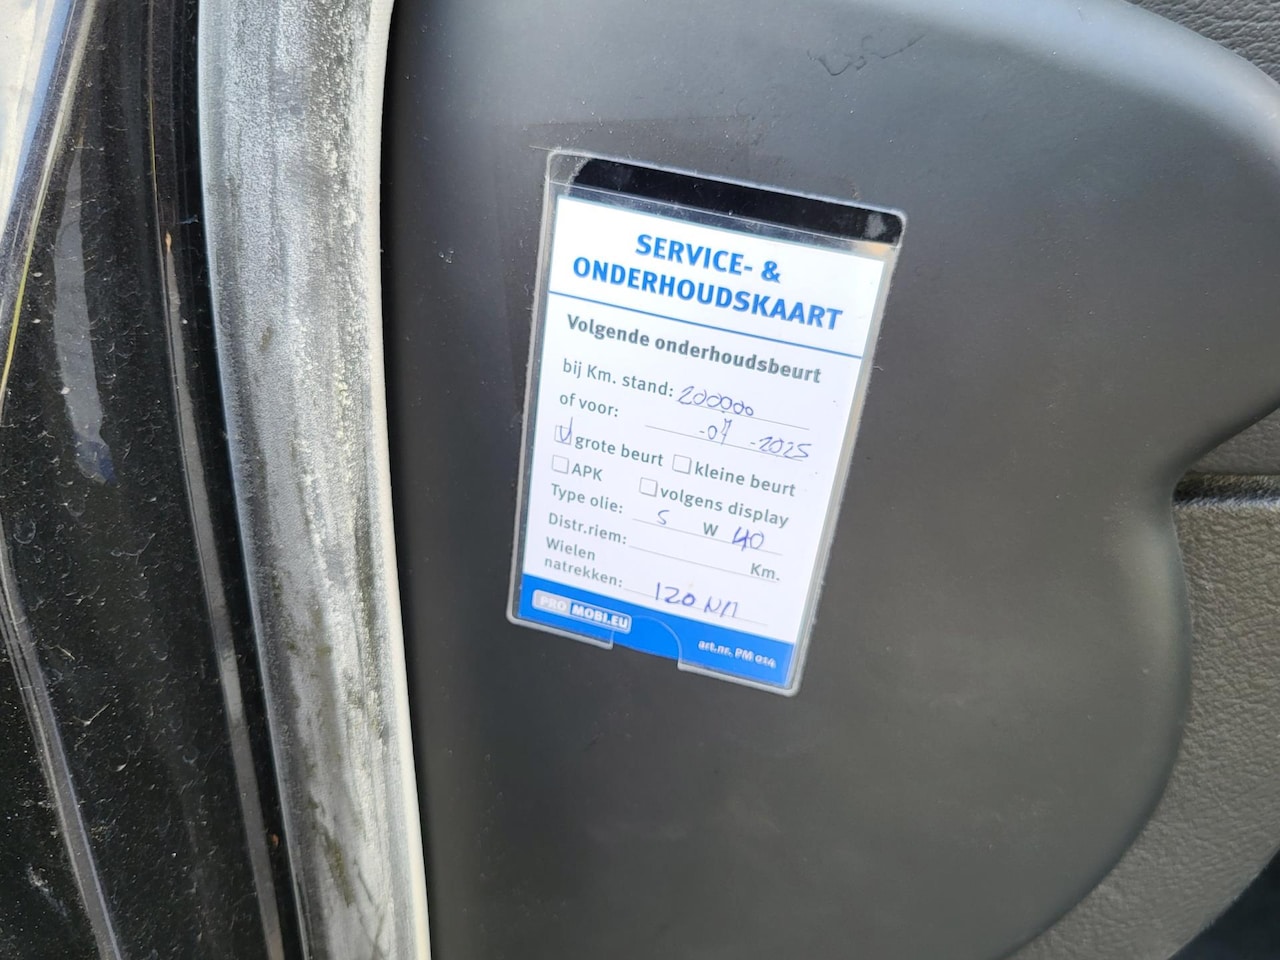 SERVICE- &
ONDERHOUDSKAART
Volgende onderhoudsbeurt
bij Km. stand: 200000
of voor: -07 -2025
grote beurt kleine beurt
APK volgens display
Type olie: 5 W 40
Distr.riem: Km.
Wielen
natrekken: 120 NM
PRO MOBI.EU art.nr. PM 014